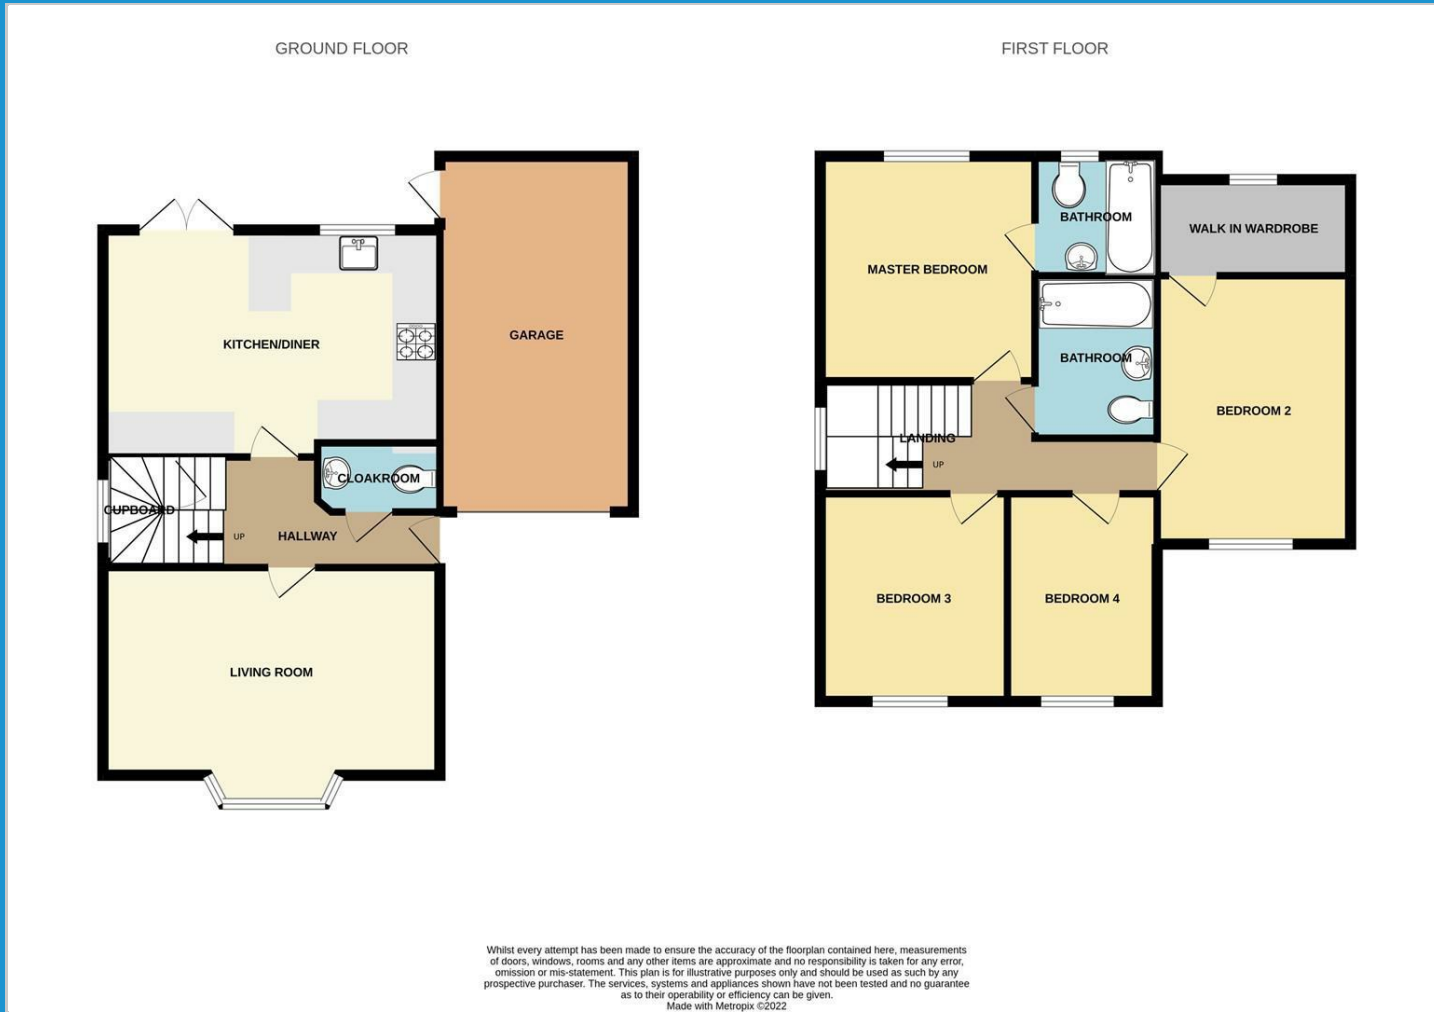 GROUND FLOOR
FIRST FLOOR
KITCHEN/DINER
GARAGE
CLOAKROOM
CUPBOARD
UP
HALLWAY
LIVING ROOM
MASTER BEDROOM
BATHROOM
WALK IN WARDROBE
BATHROOM
BEDROOM 2
LANDING
UP
BEDROOM 3
BEDROOM 4
Whilst every attempt has been made to ensure the accuracy of the floorplan contained here, measurements
of doors, windows, rooms and any other items are approximate and no responsibility is taken for any error,
omission or mis-statement. This plan is for illustrative purposes only and should be used as such by any
prospective purchaser. The services, systems and appliances shown have not been tested and no guarantee
as to their operability or efficiency can be given.
Made with Metropix ©2022